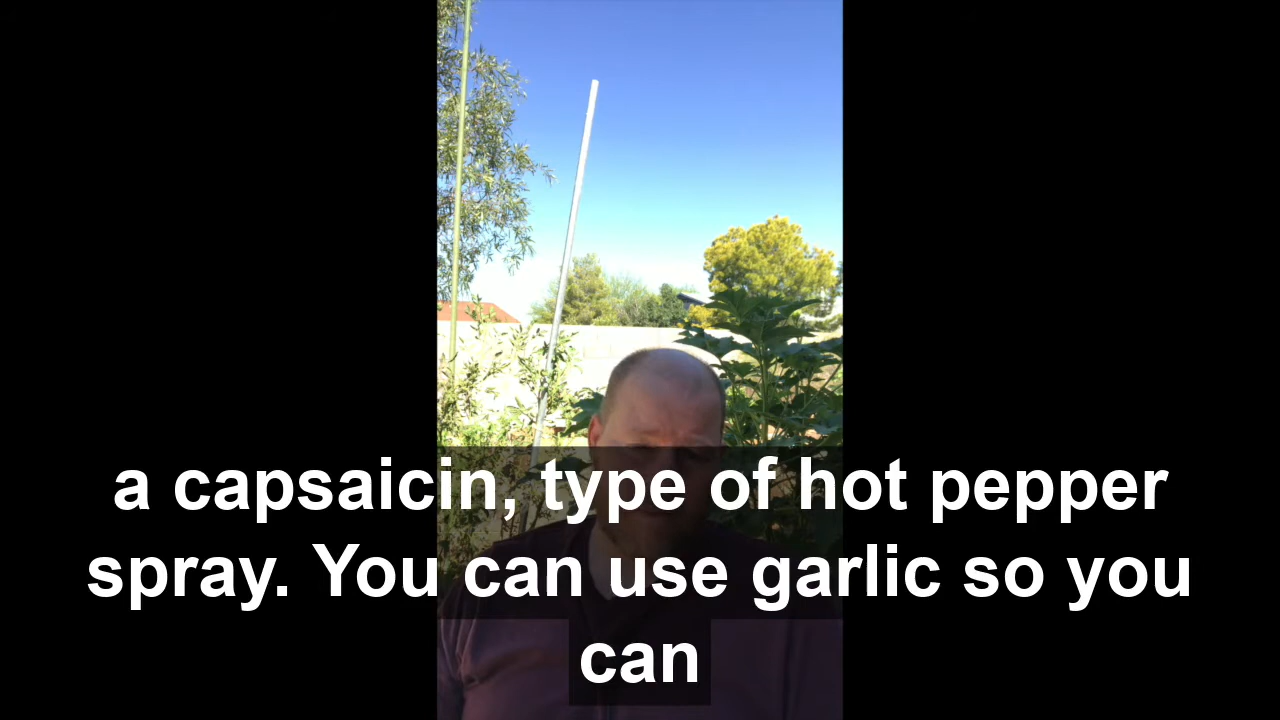 a capsaicin, type of hot pepper
spray. You can use garlic so you
can